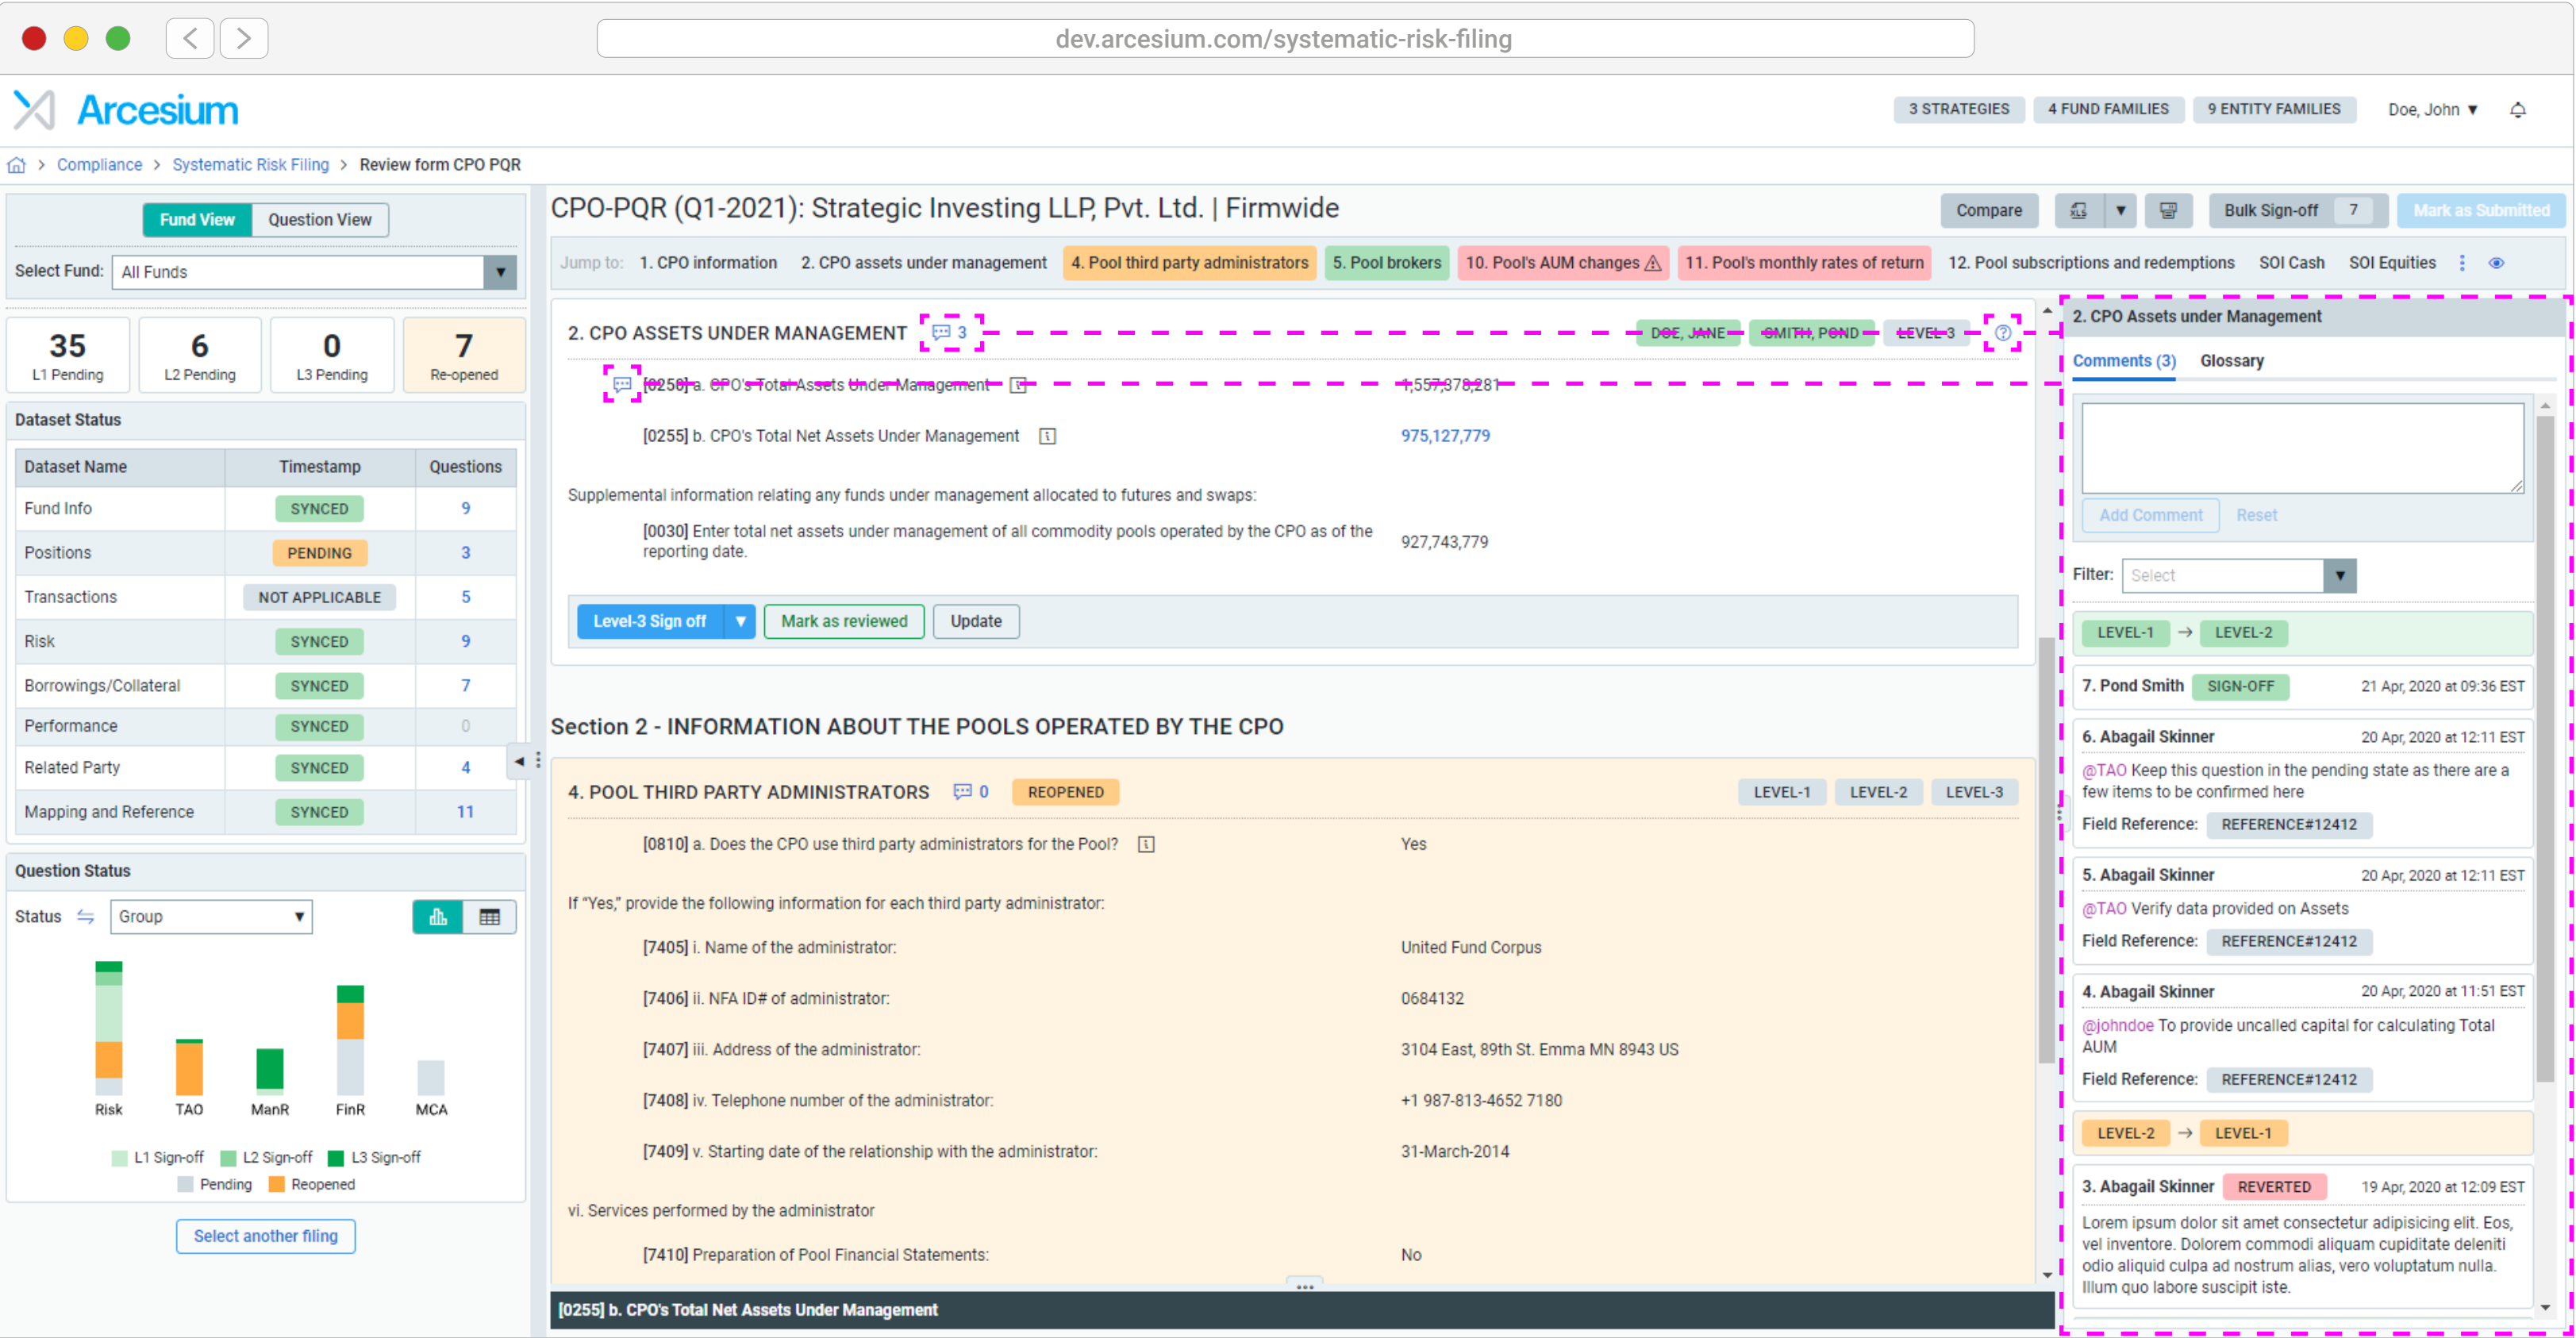 dev.arcesium.com/systematic-risk-filing
Arcesium
3 STRATEGIES
4 FUND FAMILIES
9 ENTITY FAMILIES
Doe, John
> Compliance > Systematic Risk Filing > Review form CPO PQR
Fund View
Question View
Select Fund: All Funds
35
L1 Pending
6
L2 Pending
0
L3 Pending
7
Re-opened
Dataset Status
Dataset Name Timestamp Questions
Fund Info SYNCED 9
Positions PENDING 3
Transactions NOT APPLICABLE 5
Risk SYNCED 9
Borrowings/Collateral SYNCED 7
Performance SYNCED 0
Related Party SYNCED 4
Mapping and Reference SYNCED 11
Question Status
Status Group
Risk TAO ManR FinR MCA
L1 Sign-off L2 Sign-off L3 Sign-off
Pending Reopened
Select another filing
CPO-PQR (Q1-2021): Strategic Investing LLP, Pvt. Ltd. | Firmwide
Compare
XLS
Bulk Sign-off 7
Mark as Submitted
Jump to: 1. CPO information 2. CPO assets under management 4. Pool third party administrators 5. Pool brokers 10. Pool's AUM changes 11. Pool's monthly rates of return 12. Pool subscriptions and redemptions SOI Cash SOI Equities
2. CPO ASSETS UNDER MANAGEMENT 3 DOE, JANE SMITH, POND LEVEL-3
[0250] a. CPO's Total Assets Under Management 1,557,378,281
[0255] b. CPO's Total Net Assets Under Management 975,127,779
Supplemental information relating any funds under management allocated to futures and swaps:
[0030] Enter total net assets under management of all commodity pools operated by the CPO as of the
reporting date.
927,743,779
Level-3 Sign off
Mark as reviewed
Update
Section 2 - INFORMATION ABOUT THE POOLS OPERATED BY THE CPO
4. POOL THIRD PARTY ADMINISTRATORS 0 REOPENED LEVEL-1 LEVEL-2 LEVEL-3
[0810] a. Does the CPO use third party administrators for the Pool? Yes
If “Yes,” provide the following information for each third party administrator:
[7405] i. Name of the administrator: United Fund Corpus
[7406] ii. NFA ID# of administrator: 0684132
[7407] iii. Address of the administrator: 3104 East, 89th St. Emma MN 8943 US
[7408] iv. Telephone number of the administrator: +1 987-813-4652 7180
[7409] v. Starting date of the relationship with the administrator: 31-March-2014
vi. Services performed by the administrator
[7410] Preparation of Pool Financial Statements: No
[0255] b. CPO's Total Net Assets Under Management
2. CPO Assets under Management
Comments (3) Glossary
Add Comment
Reset
Filter: Select
LEVEL-1 → LEVEL-2
7. Pond Smith SIGN-OFF 21 Apr, 2020 at 09:36 EST
6. Abagail Skinner 20 Apr, 2020 at 12:11 EST
@TAO Keep this question in the pending state as there are a
few items to be confirmed here
Field Reference: REFERENCE#12412
5. Abagail Skinner 20 Apr, 2020 at 12:11 EST
@TAO Verify data provided on Assets
Field Reference: REFERENCE#12412
4. Abagail Skinner 20 Apr, 2020 at 11:51 EST
@johndoe To provide uncalled capital for calculating Total
AUM
Field Reference: REFERENCE#12412
LEVEL-2 → LEVEL-1
3. Abagail Skinner REVERTED 19 Apr, 2020 at 12:09 EST
Lorem ipsum dolor sit amet consectetur adipisicing elit. Eos,
vel inventore. Dolorem commodi aliquam cupiditate deleniti
odio aliquid culpa ad nostrum alias, vero voluptatum nulla.
Illum quo labore suscipit iste.